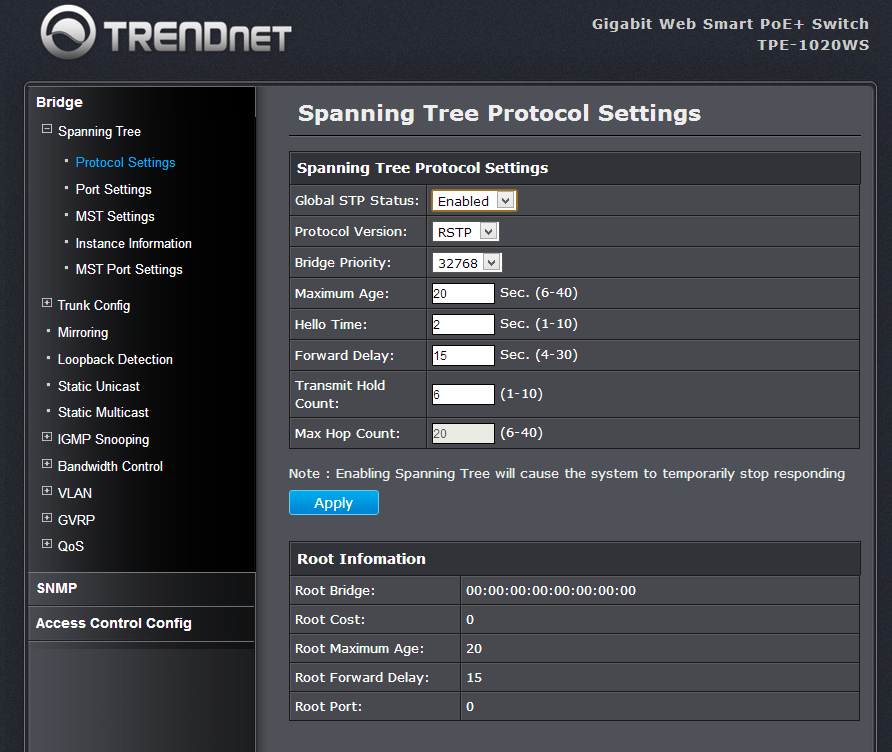 TRENDNET
Gigabit Web Smart PoE+ Switch
TPE-1020WS
Bridge
Spanning Tree
Protocol Settings
Port Settings
MST Settings
Instance Information
MST Port Settings
Trunk Config
Mirroring
Loopback Detection
Static Unicast
Static Multicast
IGMP Snooping
Bandwidth Control
VLAN
GVRP
QoS
SNMP
Access Control Config
Spanning Tree Protocol Settings
Spanning Tree Protocol Settings
Global STP Status: Enabled
Protocol Version: RSTP
Bridge Priority: 32768
Maximum Age: 20 Sec. (6-40)
Hello Time: 2 Sec. (1-10)
Forward Delay: 15 Sec. (4-30)
Transmit Hold
Count: 6 (1-10)
Max Hop Count: 20 (6-40)
Note : Enabling Spanning Tree will cause the system to temporarily stop responding
Apply
Root Infomation
Root Bridge: 00:00:00:00:00:00:00:00
Root Cost: 0
Root Maximum Age: 20
Root Forward Delay: 15
Root Port: 0